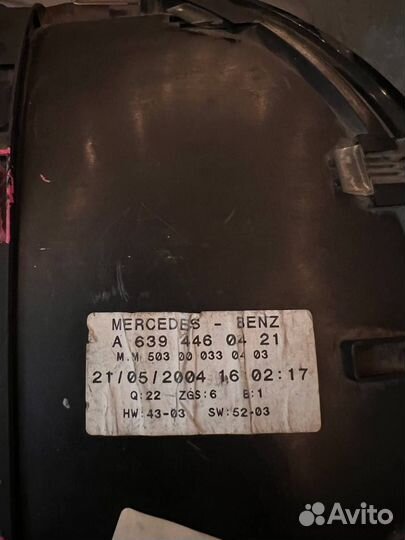 MERCEDES - BENZ
A 639 446 04 21
M.M 503 00 033 04 03
21/05/2004 16 02:17
Q:22 ZGS:6 E:1
HW:43-03 SW:52-03
Avito